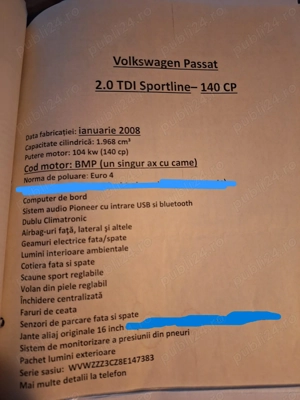 Volkswagen Passat
2.0 TDI Sportline– 140 CP
Data fabricației: ianuarie 2008
Capacitate cilindrică: 1.968 cm³
Putere motor: 104 kw (140 cp)
Cod motor: BMP (un singur ax cu came)
Norma de poluare: Euro 4
Computer de bord
Sistem audio Pioneer cu intrare USB si bluetooth
Dublu Climatronic
Airbag-uri față, lateral și altele
Geamuri electrice fata/spate
Lumini interioare ambientale
Cotiera fata si spate
Scaune sport reglabile
Volan din piele reglabil
Închidere centralizată
Faruri de ceata
Senzori de parcare fata si spate
Jante aliaj originale 16 inch
Sistem de monitorizare a presiunii din pneuri
Pachet lumini exterioare
Serie sasiu: WVWZZZ3CZ8E147383
Mai multe detalii la telefon